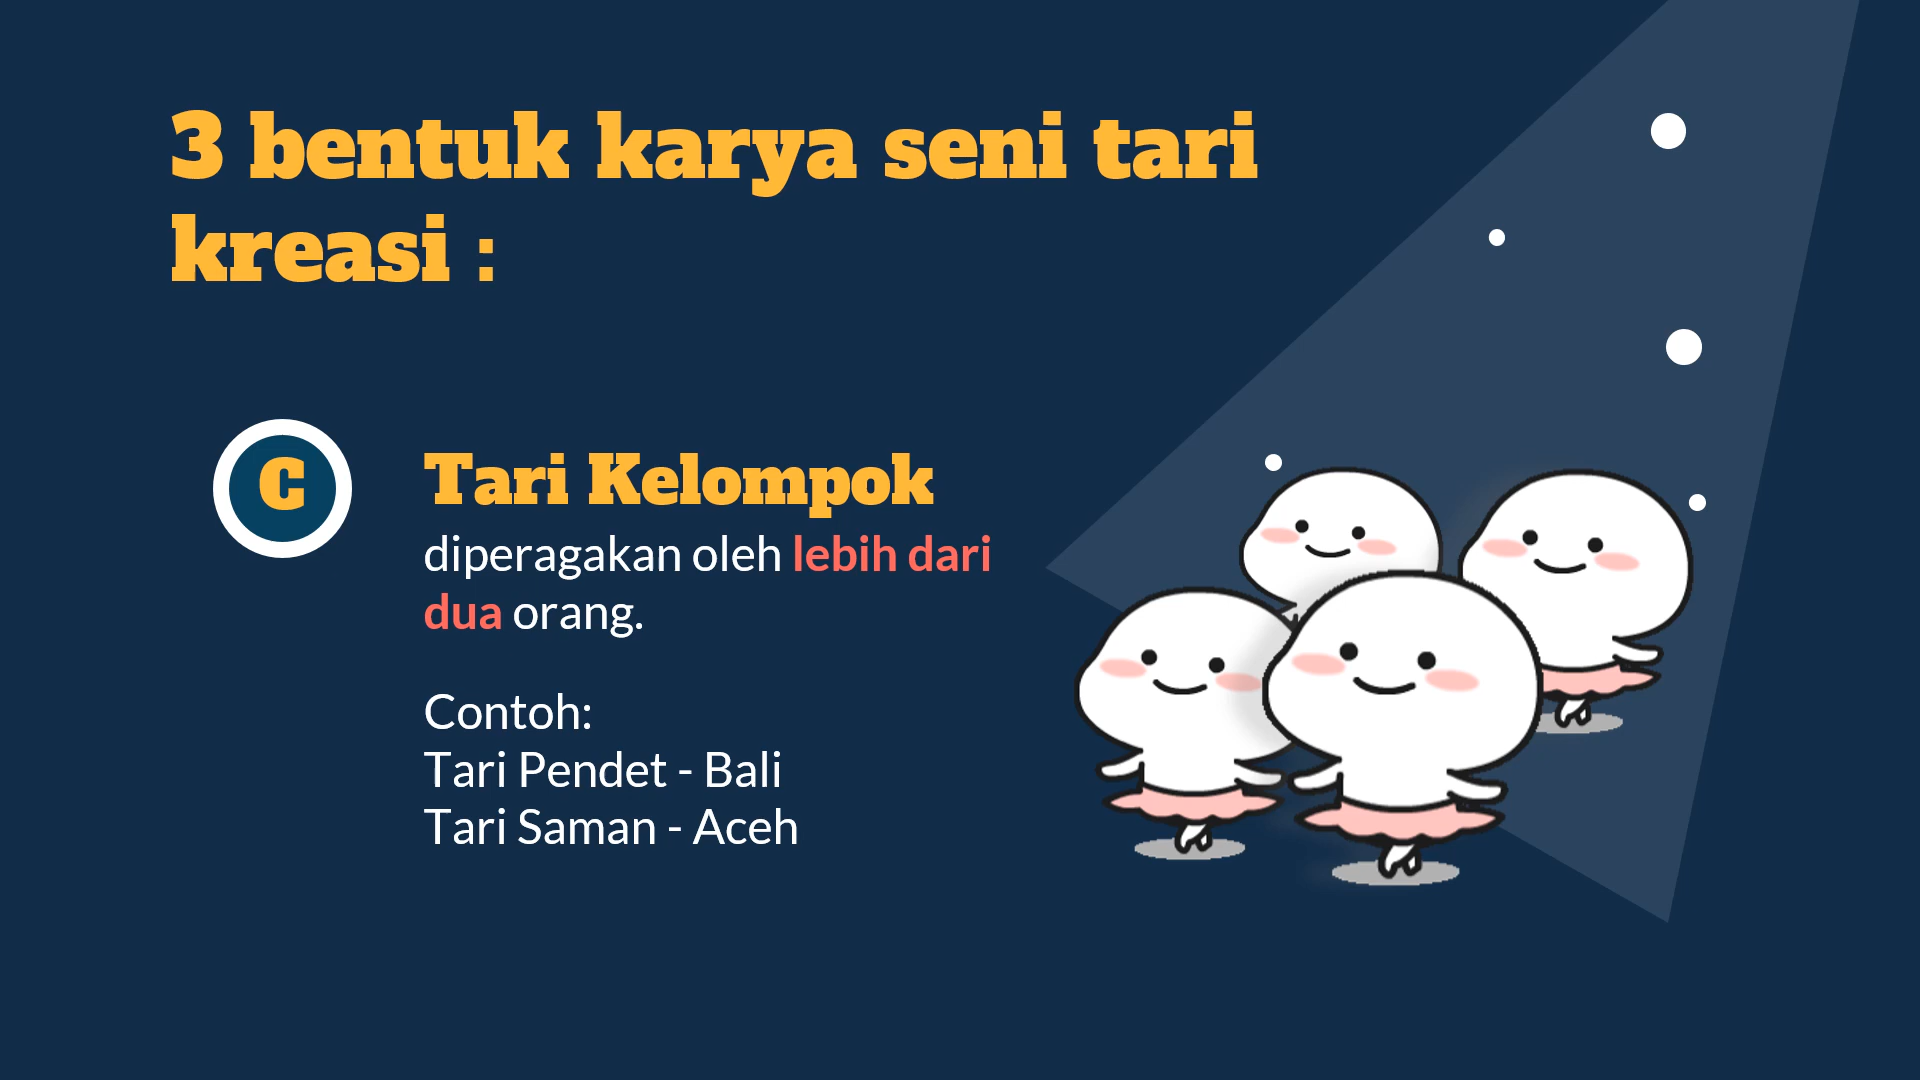 3 bentuk karya seni tari
kreasi :
C
Tari Kelompok
diperagakan oleh lebih dari
dua orang.
Contoh:
Tari Pendet - Bali
Tari Saman - Aceh